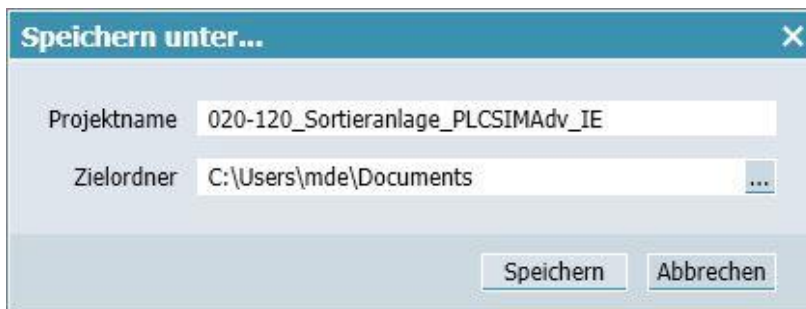 Speichern unter...
Projektname 020-120_Sortieranlage_PLCSIMAdv_IE
Zielordner C:\Users\mde\Documents ...
Speichern Abbrechen